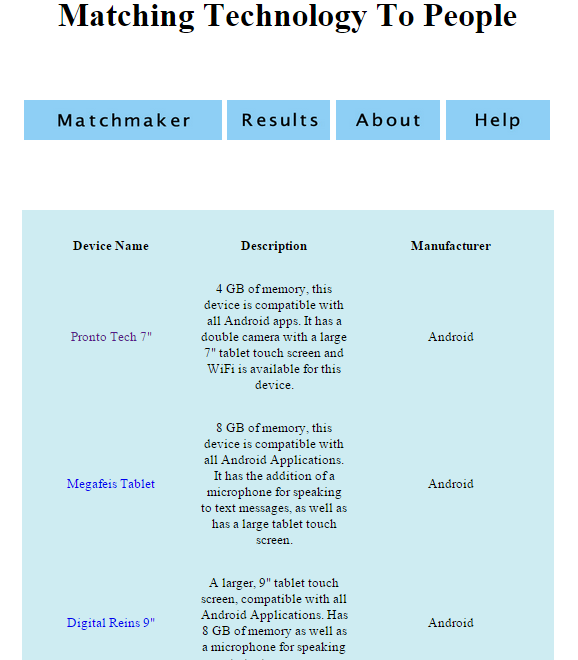 Matching Technology To People
Matchmaker Results About Help
Device Name Description Manufacturer
4 GB of memory, this
device is compatible with
all Android apps. It has a
Pronto Tech 7" double camera with a large Android
7" tablet touch screen and
WiFi is available for this
device.
8 GB of memory, this
device is compatible with
all Android Applications.
Megafeis Tablet It has the addition of a Android
microphone for speaking
to text messages, as well as
has a large tablet touch
screen.
A larger, 9" tablet touch
screen, compatible with all
Digital Reins 9" Android Applications. Has Android
8 GB of memory as well as
a microphone for speaking